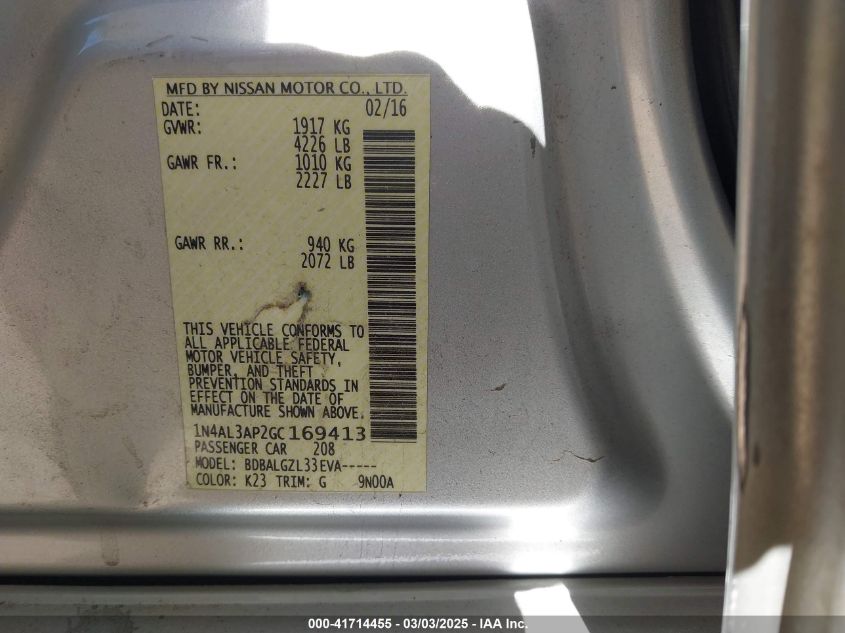 MFD BY NISSAN MOTOR CO., LTD.
DATE: 02/16
GVWR: 1917 KG
4226 LB
GAWR FR.: 1010 KG
2227 LB
GAWR RR.: 940 KG
2072 LB
THIS VEHICLE CONFORMS TO
ALL APPLICABLE FEDERAL
MOTOR VEHICLE SAFETY,
BUMPER, AND THEFT
PREVENTION STANDARDS IN
EFFECT ON THE DATE OF
MANUFACTURE SHOWN ABOVE.
1N4AL3AP2GC169413
PASSENGER CAR 208
MODEL: BDBALGZL33EVA-----
COLOR: K23 TRIM: G 9N00A
000-41714455 - 03/03/2025 - IAA Inc.